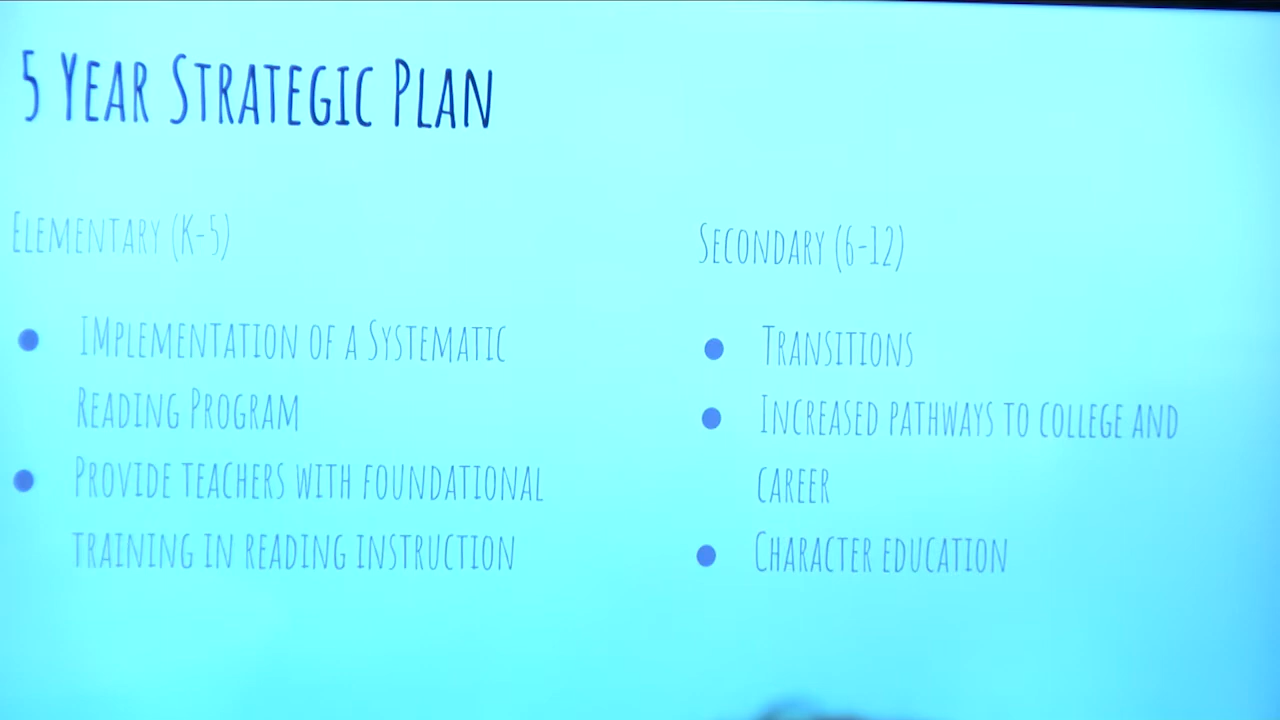 5 Year Strategic Plan
Elementary (K-5)
IMplementation of a Systematic
Reading Program
Provide teachers with foundational
training in reading instruction
Secondary (6-12)
Transitions
Increased pathways to college and
career
Character education